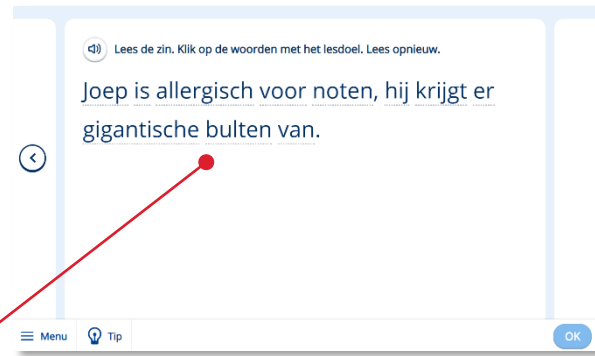 Lees de zin. Klik op de woorden met het lesdoel. Lees opnieuw.
Joep is allergisch voor noten, hij krijgt er
gigantische bulten van.
Menu Tip OK